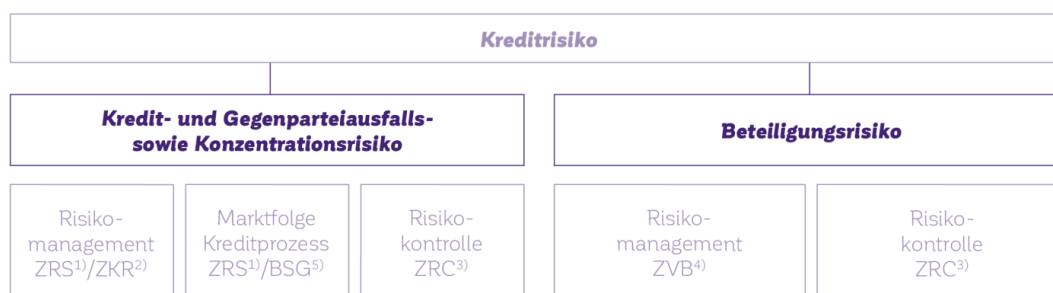 Kreditrisiko
Kredit- und Gegenparteiausfalls-
sowie Konzentrationsrisiko
Beteiligungsrisiko
Risiko-
management
ZRS¹⁾/ZKR²⁾
Marktfolge
Kreditprozess
ZRS¹⁾/BSG⁵⁾
Risiko-
kontrolle
ZRC³⁾
Risiko-
management
ZVB⁴⁾
Risiko-
kontrolle
ZRC³⁾